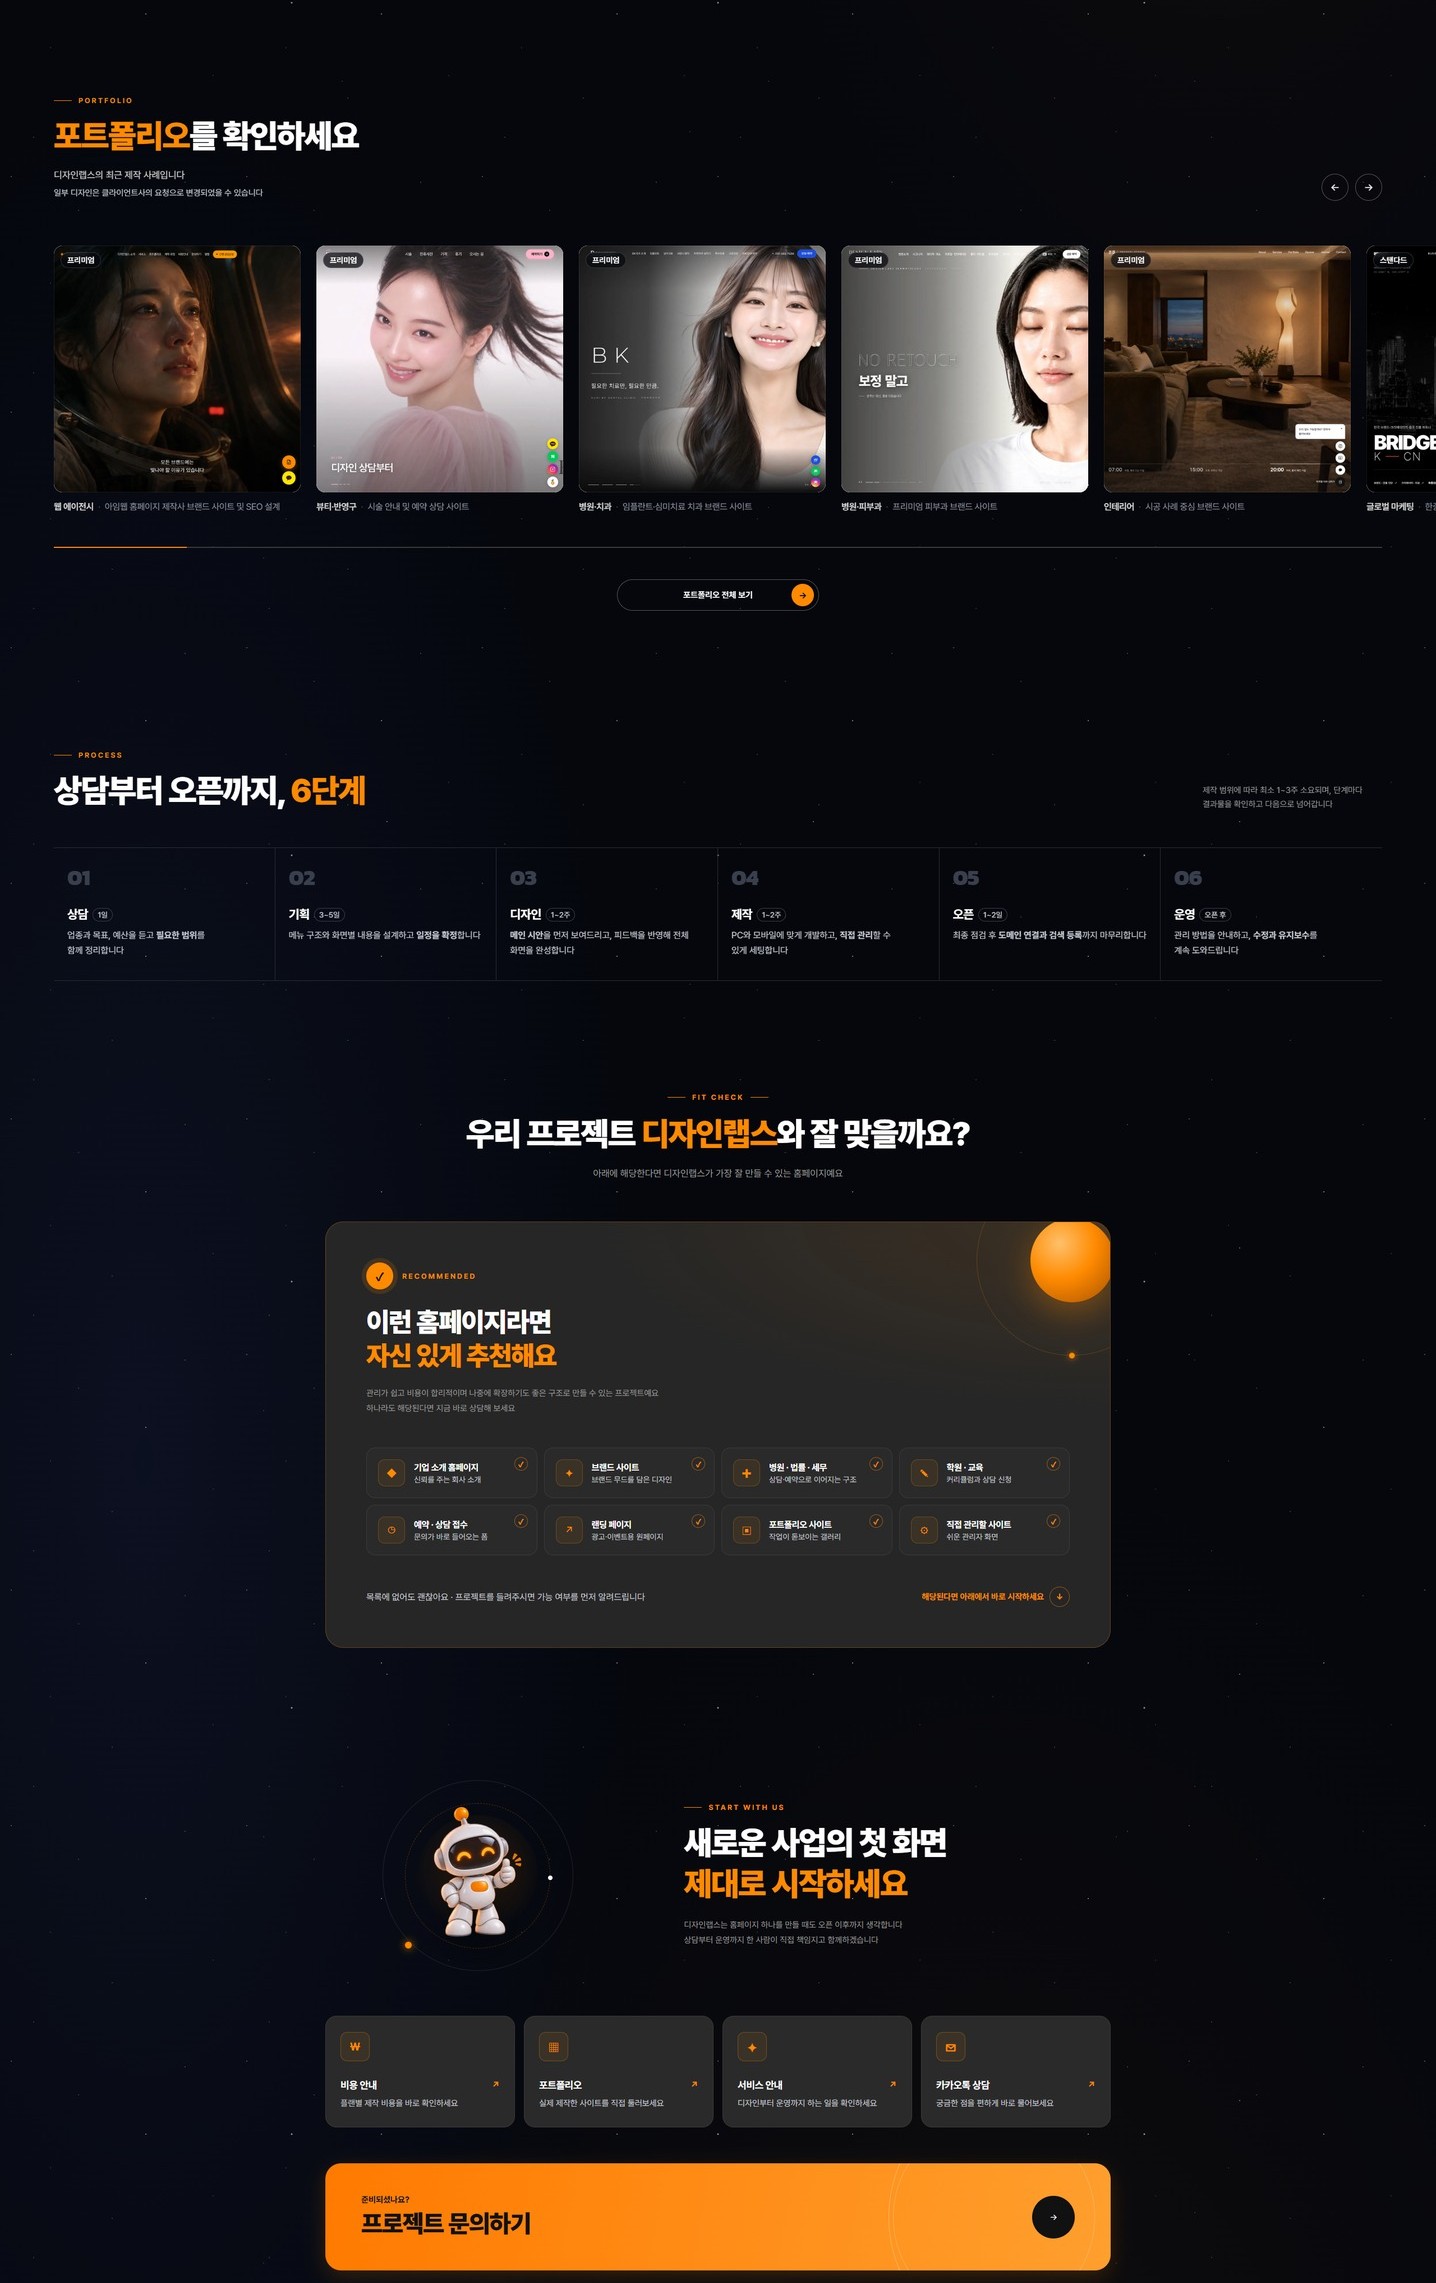 PORTFOLIO
포트폴리오를 확인하세요
디자인랩스의 최근 제작 사례입니다
일부 디자인은 클라이언트사의 요청으로 변경되었을 수 있습니다
← →
프리미엄
모든 브랜드에는
빛나야 할 이유가 있습니다
웹 에이전시 · 아임웹 홈페이지 제작사 브랜드 사이트 및 SEO 설계
프리미엄
디자인 상담부터
뷰티·반영구 · 시술 안내 및 예약 상담 사이트
프리미엄
BK
필요한 치료만, 필요한 만큼.
병원·치과 · 임플란트·심미치료 치과 브랜드 사이트
프리미엄
NO RETOUCH
보정 말고
병원·피부과 · 프리미엄 피부과 브랜드 사이트
프리미엄
07:00
15:00
20:00
인테리어 · 시공 사례 중심 브랜드 사이트
스탠다드
BRIDGE
K — CN
글로벌 마케팅 ·
포트폴리오 전체 보기 →
PROCESS
상담부터 오픈까지, 6단계
제작 범위에 따라 최소 1~3주 소요되며, 단계마다
결과물을 확인하고 다음으로 넘어갑니다
01
상담 1일
업종과 목표, 예산을 듣고 필요한 범위를
함께 정리합니다
02
기획 3~5일
메뉴 구조와 화면별 내용을 설계하고 일정을 확정합니다
03
디자인 1~2주
메인 시안을 먼저 보여드리고, 피드백을 반영해 전체
화면을 완성합니다
04
제작 1~2주
PC와 모바일에 맞게 개발하고, 직접 관리할 수
있게 세팅합니다
05
오픈 1~2일
최종 점검 후 도메인 연결과 검색 등록까지 마무리합니다
06
운영 오픈 후
관리 방법을 안내하고, 수정과 유지보수를
계속 도와드립니다
FIT CHECK
우리 프로젝트 디자인랩스와 잘 맞을까요?
아래에 해당한다면 디자인랩스가 가장 잘 만들 수 있는 홈페이지예요
✓ RECOMMENDED
이런 홈페이지라면
자신 있게 추천해요
관리가 쉽고 비용이 합리적이며 나중에 확장하기도 좋은 구조로 만들 수 있는 프로젝트예요
하나라도 해당된다면 지금 바로 상담해 보세요
기업 소개 홈페이지
신뢰를 주는 회사 소개
브랜드 사이트
브랜드 무드를 담은 디자인
병원 · 법률 · 세무
상담·예약으로 이어지는 구조
학원 · 교육
커리큘럼과 상담 신청
예약 · 상담 접수
문의가 바로 들어오는 폼
랜딩 페이지
광고·이벤트용 원페이지
포트폴리오 사이트
작업이 돋보이는 갤러리
직접 관리할 사이트
쉬운 관리자 화면
목록에 없어도 괜찮아요 · 프로젝트를 들려주시면 가능 여부를 먼저 알려드립니다
해당된다면 아래에서 바로 시작하세요 ↓
START WITH US
새로운 사업의 첫 화면
제대로 시작하세요
디자인랩스는 홈페이지 하나를 만들 때도 오픈 이후까지 생각합니다
상담부터 운영까지 한 사람이 직접 책임지고 함께하겠습니다
₩
비용 안내 ↗
플랜별 제작 비용을 바로 확인하세요
포트폴리오 ↗
실제 제작한 사이트를 직접 둘러보세요
서비스 안내 ↗
디자인부터 운영까지 하는 일을 확인하세요
카카오톡 상담 ↗
궁금한 점을 편하게 바로 물어보세요
준비되셨나요?
프로젝트 문의하기
→